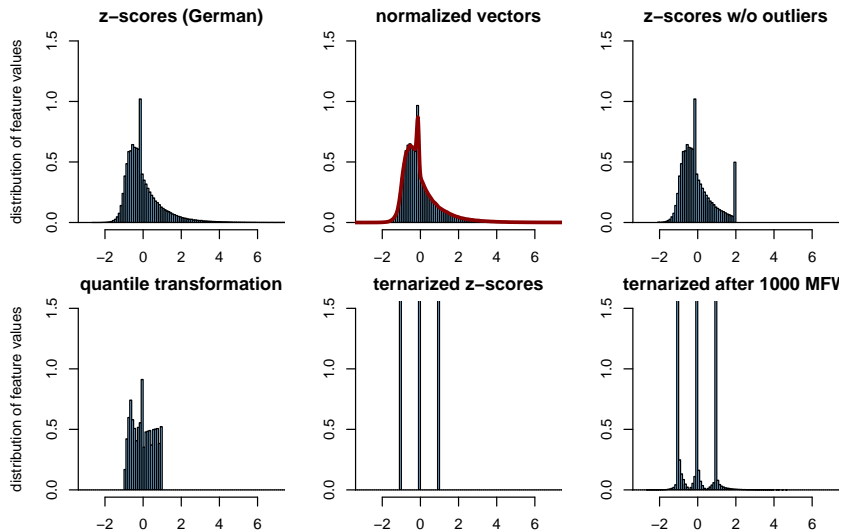 z−scores (German)
normalized vectors
z−scores w/o outliers
distribution of feature values
0.0 0.5 1.0 1.5
0.0 0.5 1.0 1.5
0.0 0.5 1.0 1.5
−2 0 2 4 6
−2 0 2 4 6
−2 0 2 4 6
quantile transformation
ternarized z−scores
ternarized after 1000 MFW
distribution of feature values
0.0 0.5 1.0 1.5
0.0 0.5 1.0 1.5
0.0 0.5 1.0 1.5
−2 0 2 4 6
−2 0 2 4 6
−2 0 2 4 6